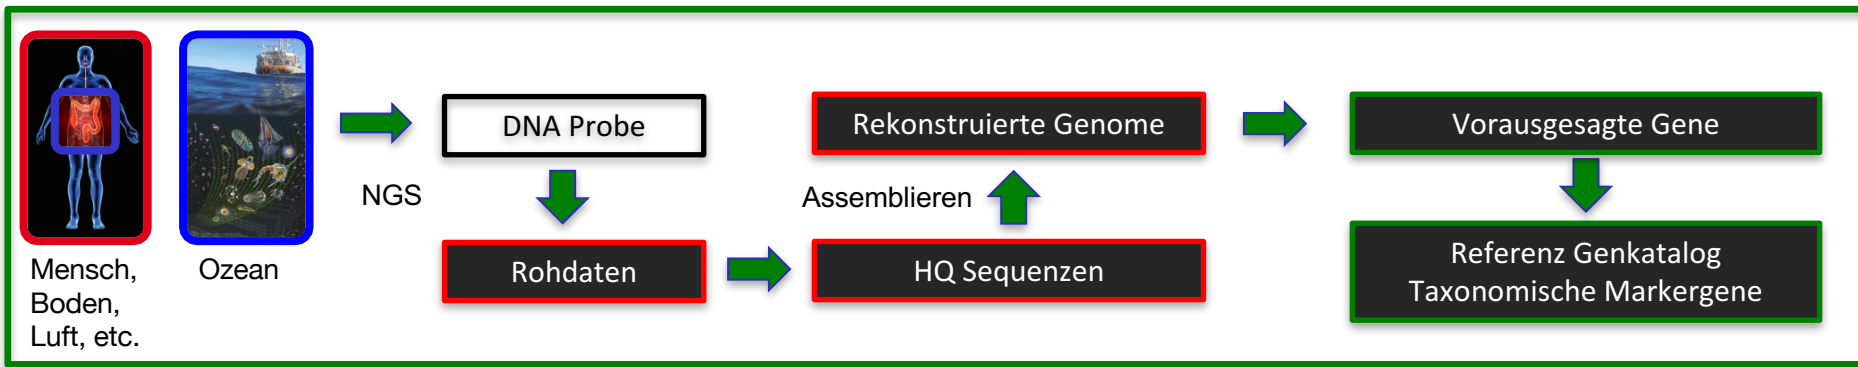 Mensch,
Boden,
Luft, etc.
Ozean
DNA Probe
NGS
Rohdaten
HQ Sequenzen
Assemblieren
Rekonstruierte Genome
Vorausgesagte Gene
Referenz Genkatalog
Taxonomische Markergene